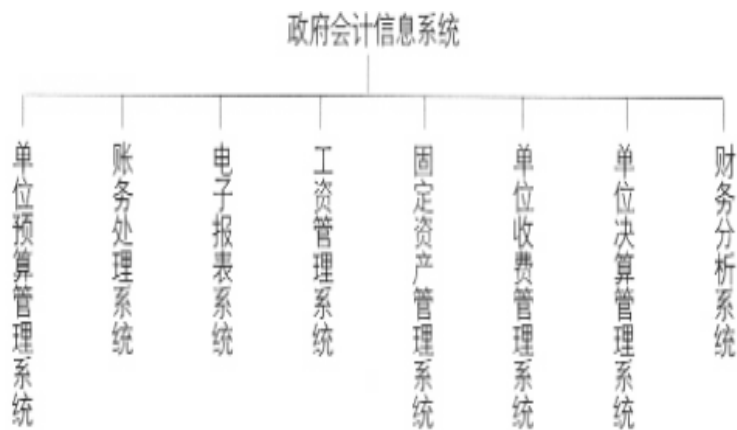 政府会计信息系统
单位预算管理系统
账务处理系统
电子报表系统
工资管理系统
固定资产管理系统
单位收费管理系统
单位决算管理系统
财务分析系统